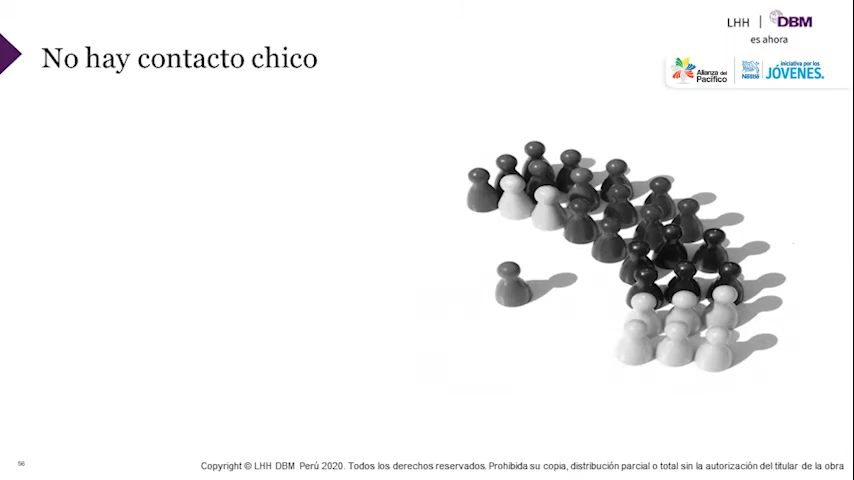 LHH | DBM
es ahora
No hay contacto chico
Alianza del
Pacífico
Nestlé
iniciativa por los
JÓVENES.
56
Copyright © LHH DBM Perú 2020. Todos los derechos reservados. Prohibida su copia, distribución parcial o total sin la autorización del titular de la obra